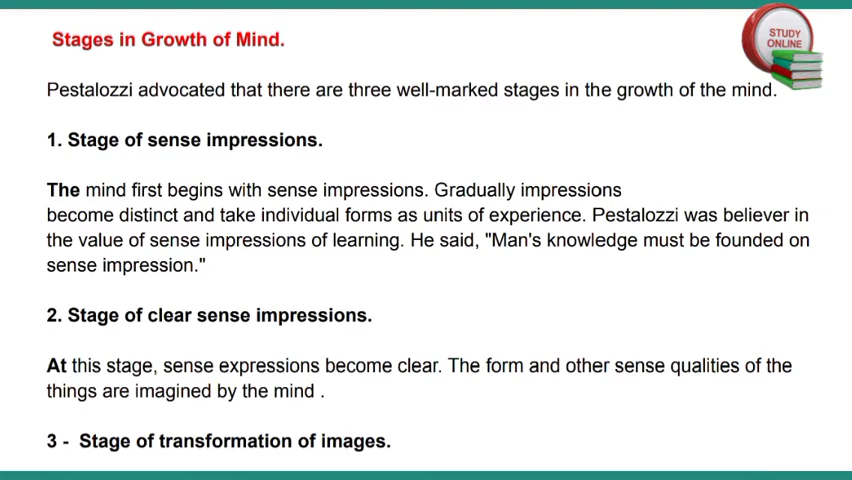 Stages in Growth of Mind.
STUDY
ONLINE
Pestalozzi advocated that there are three well-marked stages in the growth of the mind.
1. Stage of sense impressions.
The mind first begins with sense impressions. Gradually impressions
become distinct and take individual forms as units of experience. Pestalozzi was believer in
the value of sense impressions of learning. He said, "Man's knowledge must be founded on
sense impression."
2. Stage of clear sense impressions.
At this stage, sense expressions become clear. The form and other sense qualities of the
things are imagined by the mind .
3 - Stage of transformation of images.